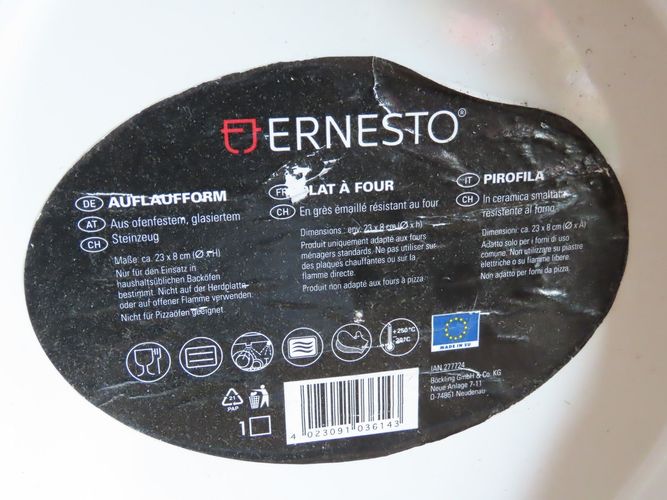 ERNESTO®
DE AUFLAUFFORM
AT Aus ofenfestem, glasiertem
CH Steinzeug
Maße: ca. 23 x 8 cm (Ø x H)
Nur für den Einsatz in
haushaltsüblichen Backöfen
bestimmt. Nicht auf der Herdplatte
oder auf offener Flamme verwenden.
Nicht für Pizzaöfen geeignet
FR PLAT À FOUR
CH En grès émaillé résistant au four
Dimensions : env. 23 x 8 cm (Ø x h)
Produit uniquement adapté aux fours
ménagers standards. Ne pas utiliser sur
des plaques chauffantes ou sur la
flamme directe.
Produit non adapté aux fours à pizza
IT PIROFILA
CH In ceramica smaltata
resistente al forno
Dimensioni: ca. 23 x 8 cm (Ø x A)
Adatto solo per i forni di uso
comune. Non utilizzare su piastre
elettriche o su fiamme libere.
Non adatto per forni da pizza.
+250°C
-20°C
MADE IN EU
21
PAP
1
4 023091 036143
IAN 277724
Böckling GmbH & Co. KG
Neue Anlage 7-11
D-74861 Neudenau